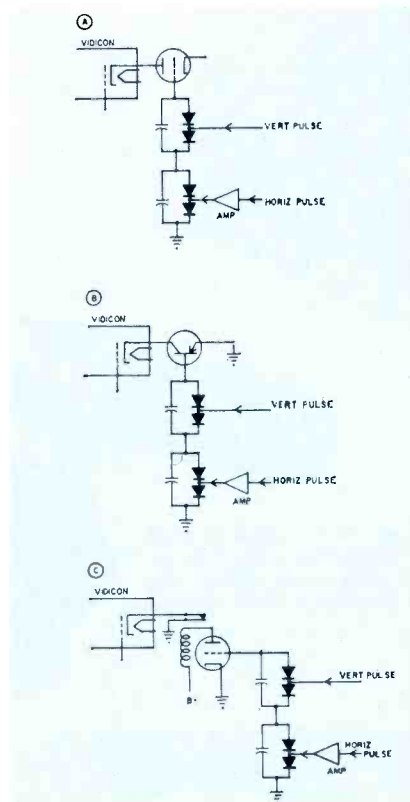 A
VIDICON
VERT PULSE
HORIZ PULSE
AMP
B
VIDICON
VERT PULSE
HORIZ PULSE
AMP
C
VIDICON
B+
VERT PULSE
HORIZ
PULSE
AMP